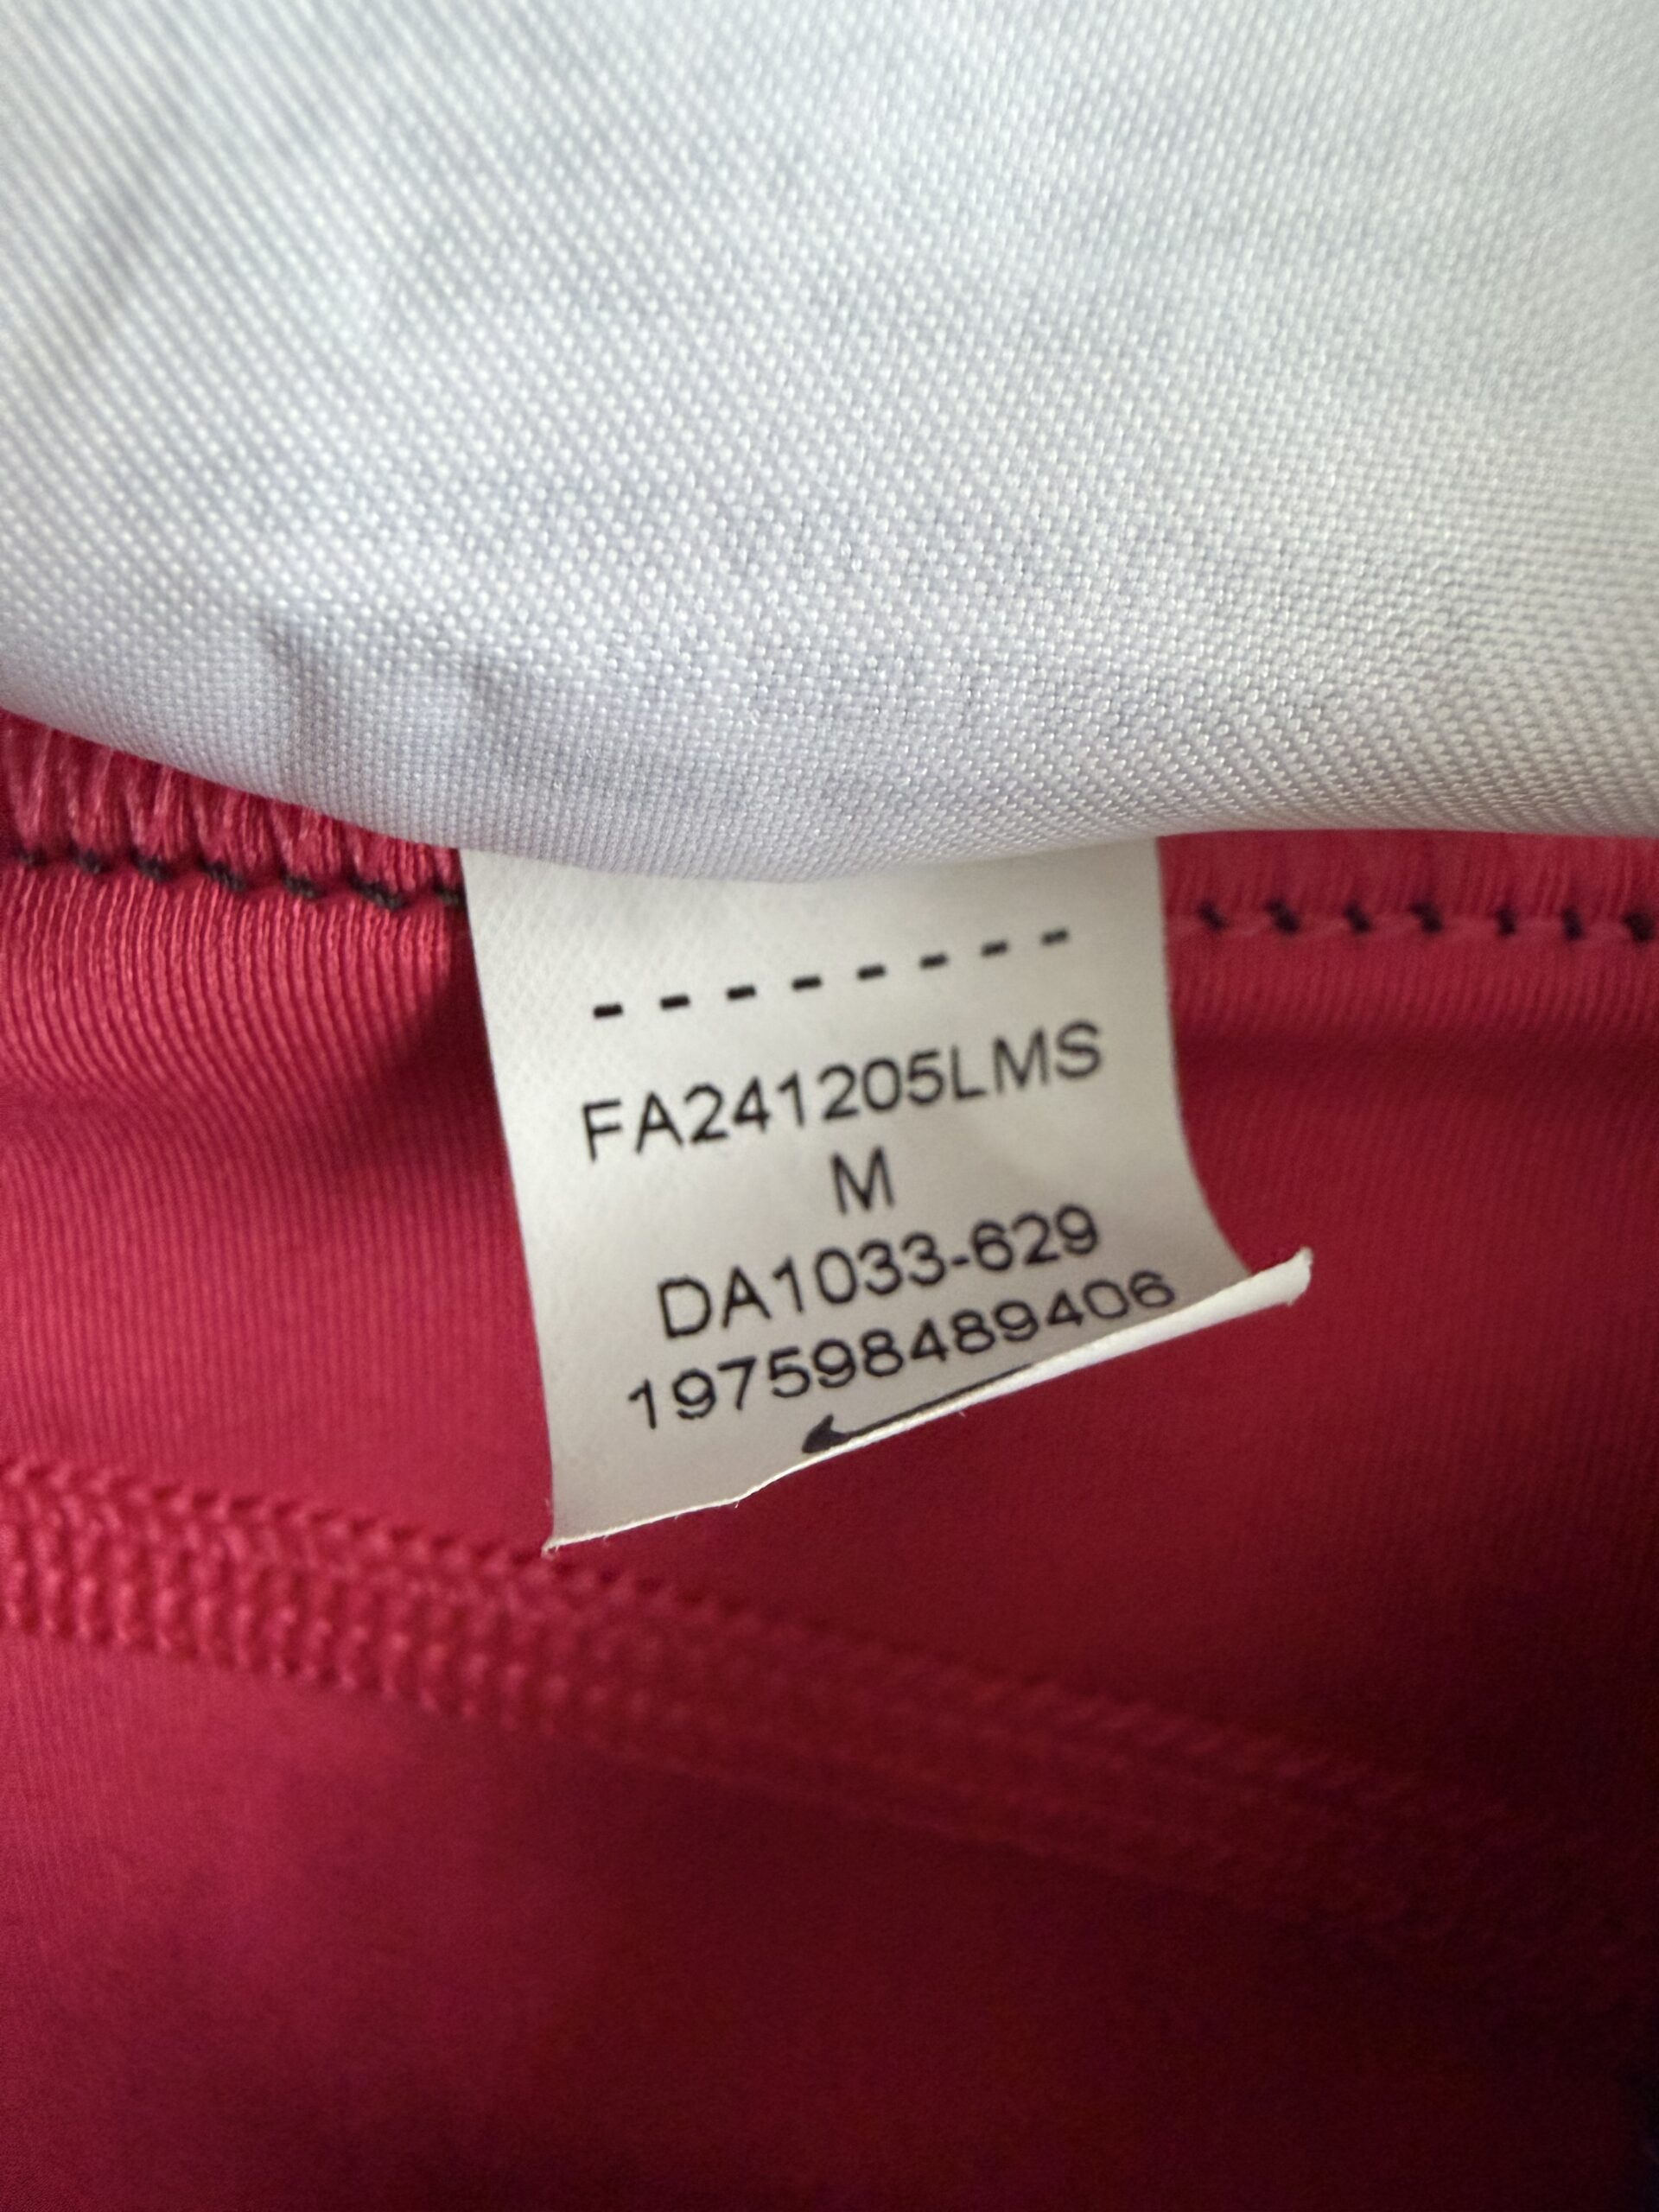 - - - - - - - -
FA241205LMS
M
DA1033-629
197598489406